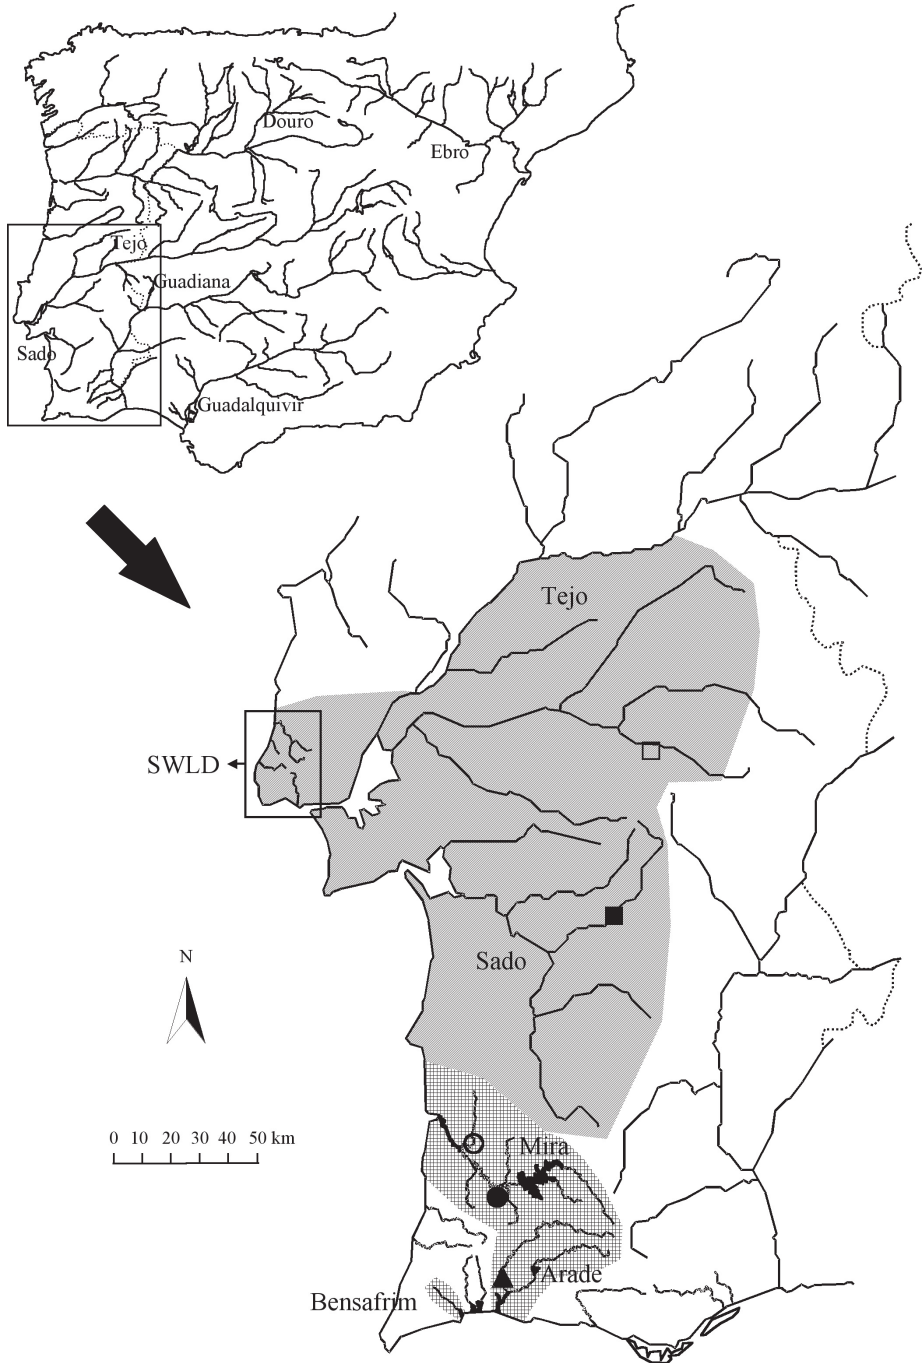 Douro
Ebro
Tejo
Guadiana
Sado
Guadalquivir
Tejo
SWLD
Sado
N
0 10 20 30 40 50 km
Mira
Arade
Bensafrim